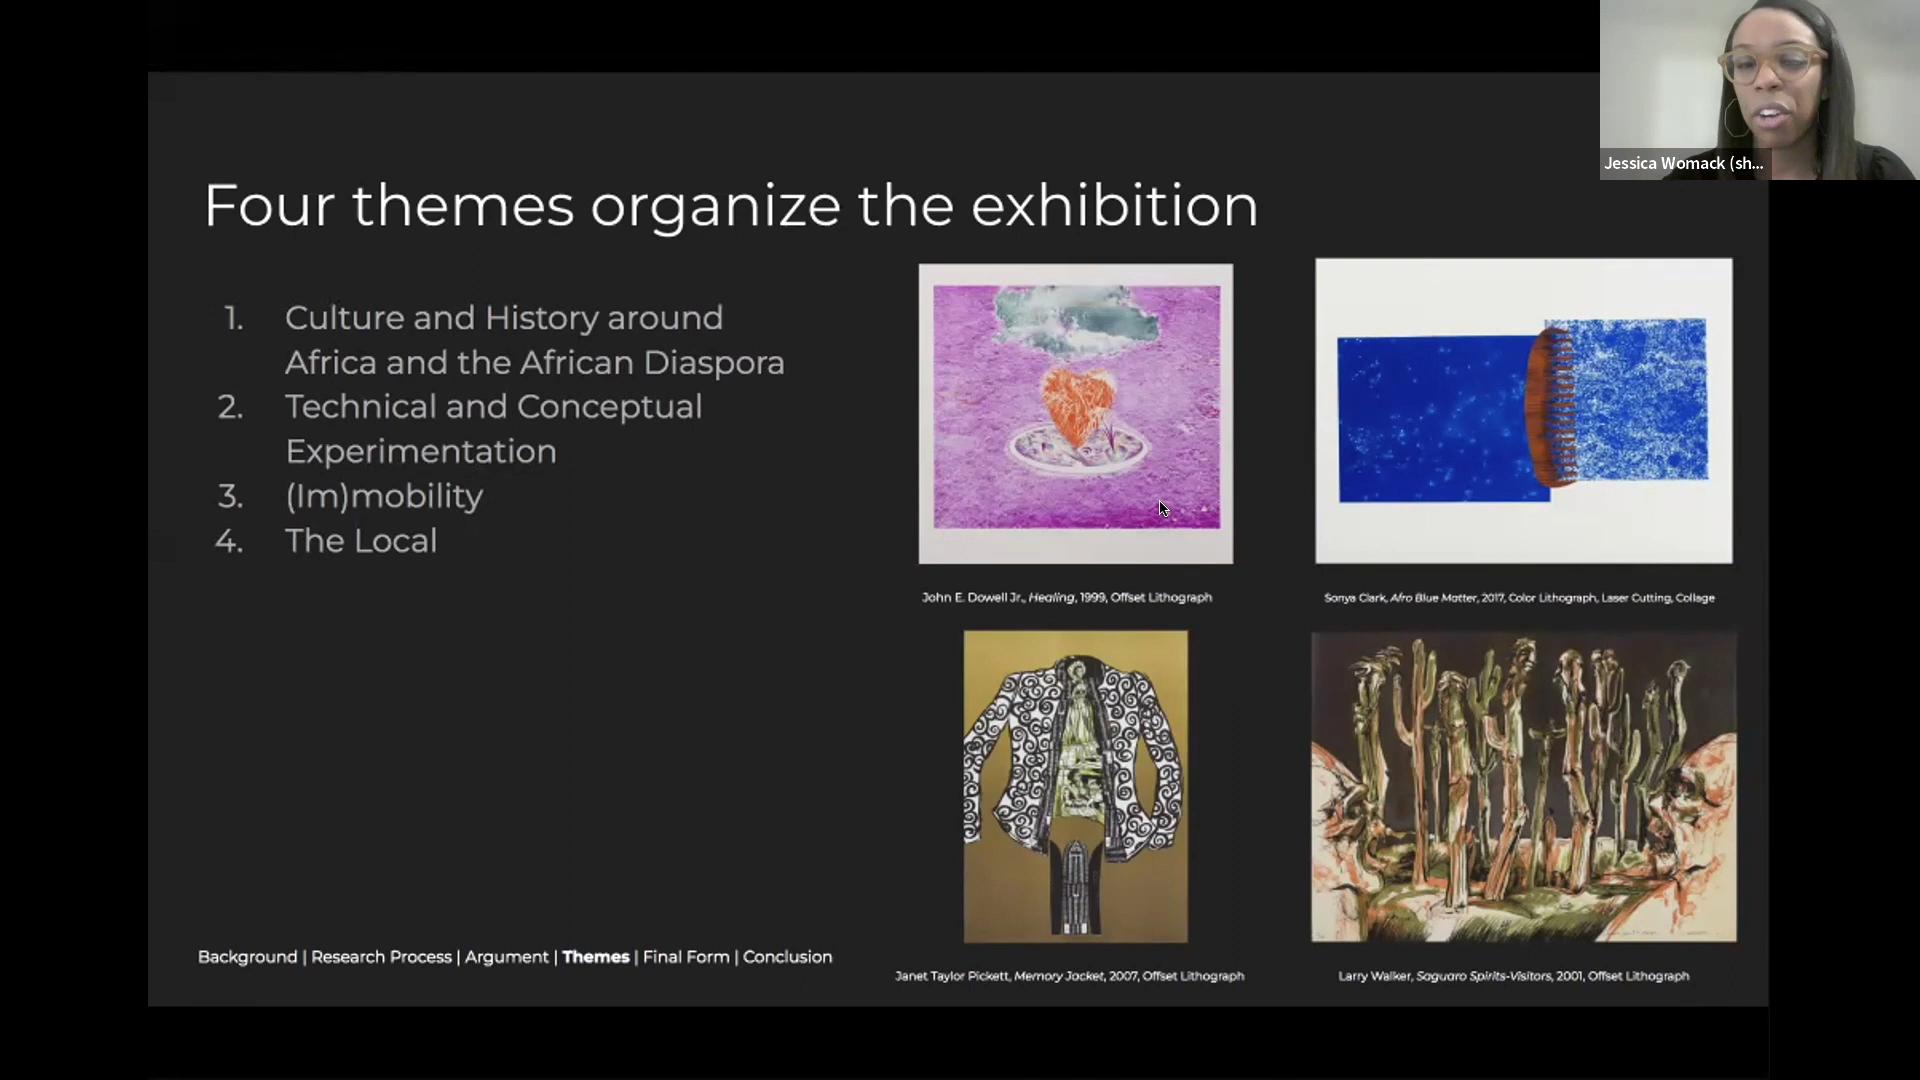 Jessica Womack (sh...
Four themes organize the exhibition
1. Culture and History around
Africa and the African Diaspora
2. Technical and Conceptual
Experimentation
3. (Im)mobility
4. The Local
John E. Dowell Jr., Healing, 1999, Offset Lithograph
Sonya Clark, Afro Blue Matter, 2017, Color Lithograph, Laser Cutting, Collage
Janet Taylor Pickett, Memory Jacket, 2007, Offset Lithograph
Larry Walker, Saguaro Spirits-Visitors, 2001, Offset Lithograph
Background | Research Process | Argument | Themes | Final Form | Conclusion